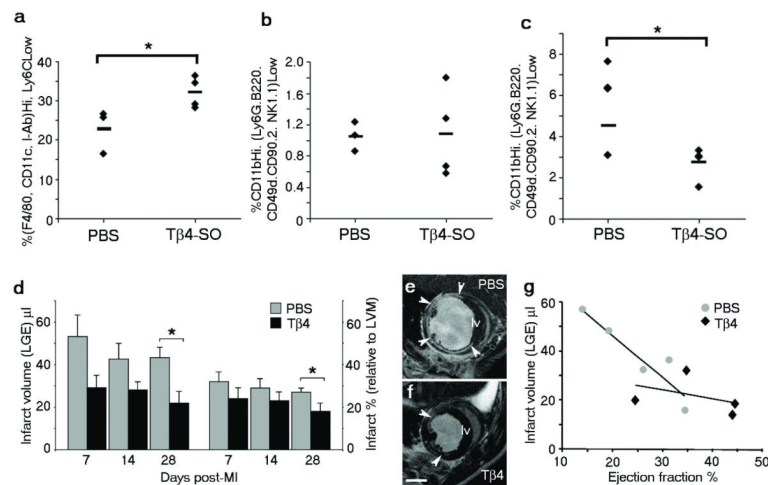 a
*
%(F4/80, CD11c, I-Ab)Hi, Ly6CLow
40
30
20
10
0
PBS
Tβ4-SO
b
%CD11bHi. (Ly6G.B220.
CD49d.CD90.2. NK1.1)Low
2.0
1.6
1.2
0.8
0.4
0
PBS
Tβ4-SO
c
*
%CD11bHi. (Ly6G.B220.
CD49d.CD90.2. NK1.1)Low
8
6
4
2
0
PBS
Tβ4-SO
d
PBS
Tβ4
Infarct volume (LGE) µl
60
40
20
*
*
60
40
20
Infarct % (relative to LVM)
7
14
28
7
14
28
Days post-MI
e
PBS
lv
f
lv
Tβ4
g
PBS
Tβ4
Infarct volume (LGE) µl
60
40
20
0
10
20
30
40
50
Ejection fraction %